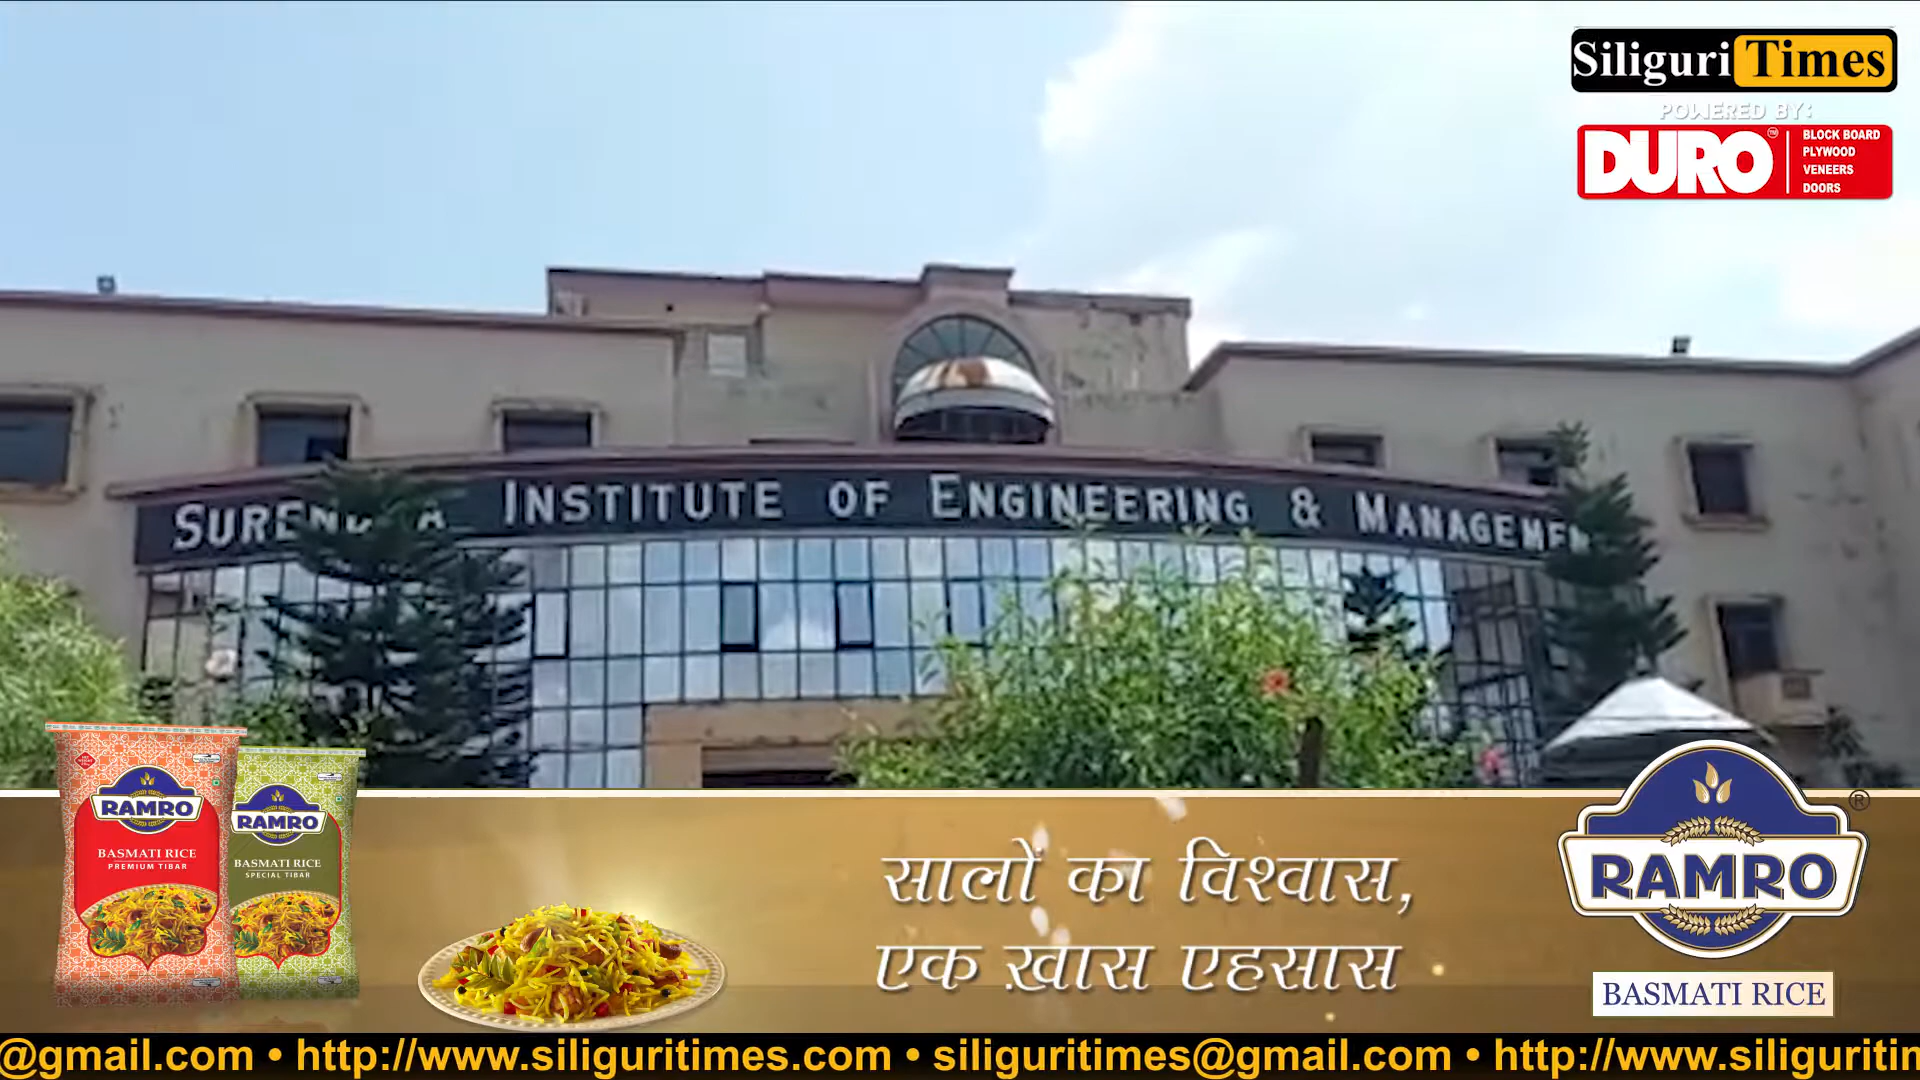 Siliguri Times
POWERED BY:
DURO
BLOCK BOARD
PLYWOOD
VENEERS
DOORS
INSTITUTE OF ENGINEERING & MANAGEMEN
RAMRO
BASMATI RICE
PREMIUM TIBAR
RAMRO
BASMATI RICE
SPECIAL TIBAR
सालों का विश्वास,
एक ख़ास एहसास
RAMRO
BASMATI RICE
@gmail.com • http://www.siliguritimes.com • siliguritimes@gmail.com • http://www.siliguritin